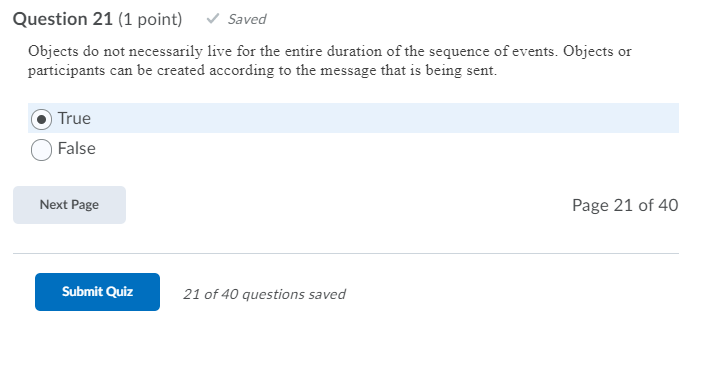 Question 21 (1 point) ✓ Saved
Objects do not necessarily live for the entire duration of the sequence of events. Objects or
participants can be created according to the message that is being sent.
True
False
Next Page Page 21 of 40
Submit Quiz 21 of 40 questions saved